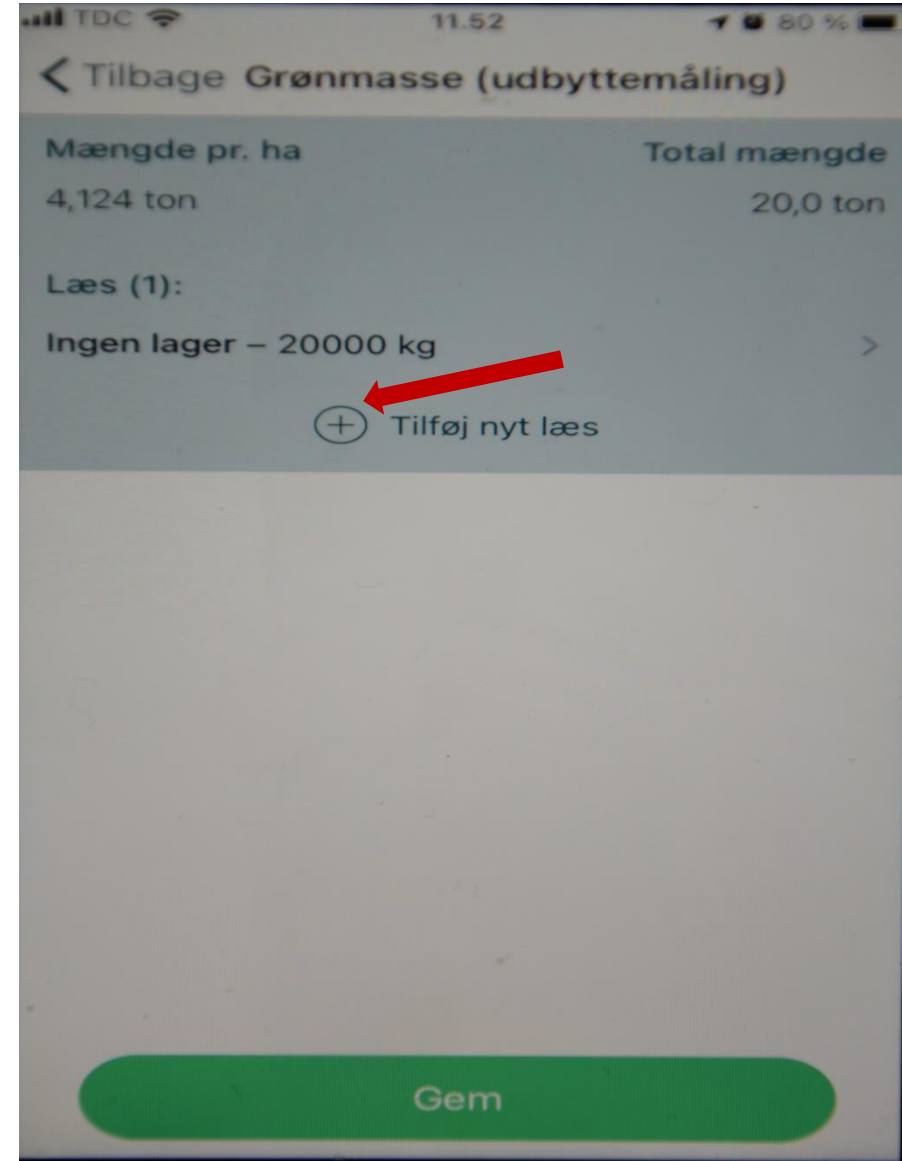 TDC 11.52 80 %
Tilbage Grønmasse (udbyttemåling)
Mængde pr. ha Total mængde
4,124 ton 20,0 ton
Læs (1):
Ingen lager – 20000 kg
Tilføj nyt læs
Gem